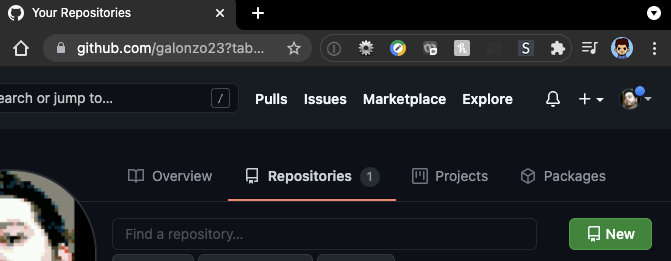 Your Repositories
github.com/galonzo23?tab...
earch or jump to...
/
Pulls Issues Marketplace Explore
Overview Repositories 1 Projects Packages
Find a repository...
New